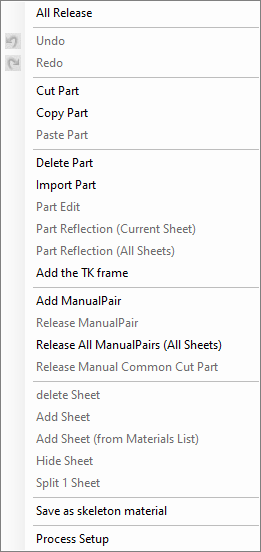 All Release
Undo
Redo
Cut Part
Copy Part
Paste Part
Delete Part
Import Part
Part Edit
Part Reflection (Current Sheet)
Part Reflection (All Sheets)
Add the TK frame
Add ManualPair
Release ManualPair
Release All ManualPairs (All Sheets)
Release Manual Common Cut Part
delete Sheet
Add Sheet
Add Sheet (from Materials List)
Hide Sheet
Split 1 Sheet
Save as skeleton material
Process Setup